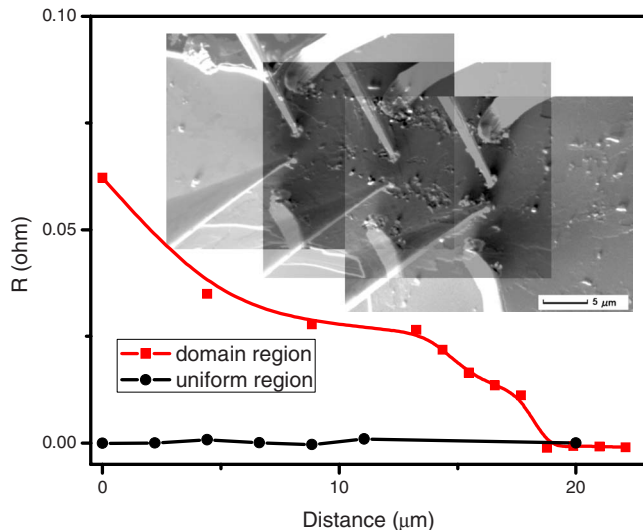 0.10
0.05
0.00
R (ohm)
5 μm
domain region
uniform region
0
10
20
Distance (μm)